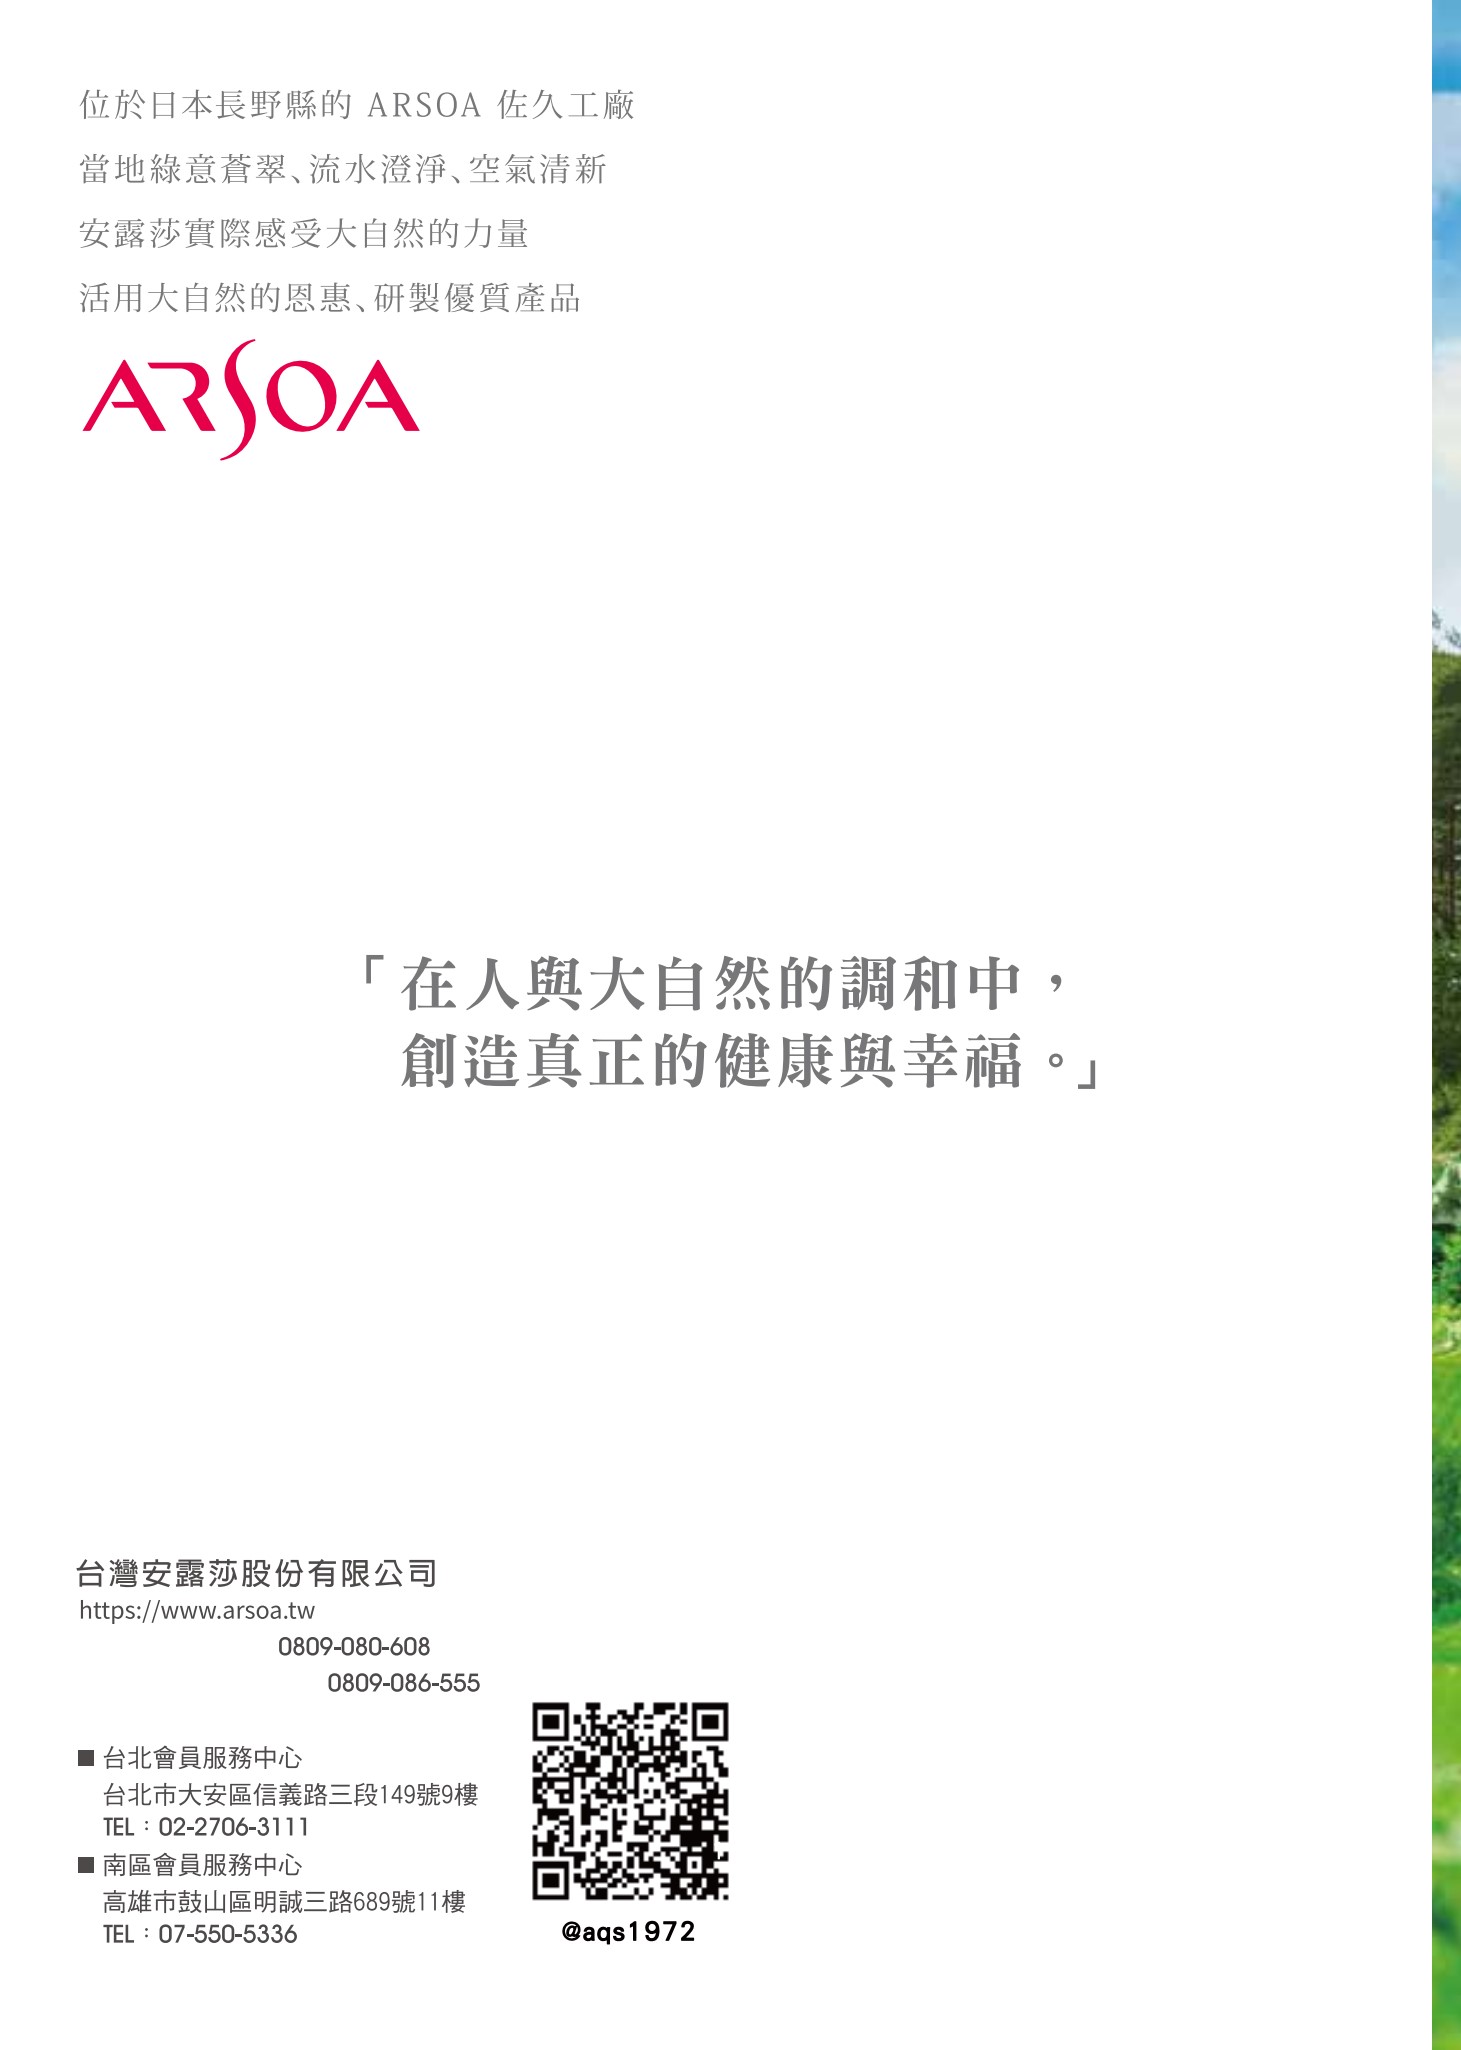 位於日本長野縣的 ARSOA 佐久工廠
當地綠意蒼翠、流水澄淨、空氣清新
安露莎實際感受大自然的力量
活用大自然的恩惠、研製優質產品
ARSOA
「在人與大自然的調和中，
創造真正的健康與幸福。」
台灣安露莎股份有限公司
https://www.arsoa.tw
0809-080-608
0809-086-555
■ 台北會員服務中心
台北市大安區信義路三段149號9樓
TEL：02-2706-3111
■ 南區會員服務中心
高雄市鼓山區明誠三路689號11樓
TEL：07-550-5336
@aqs1972